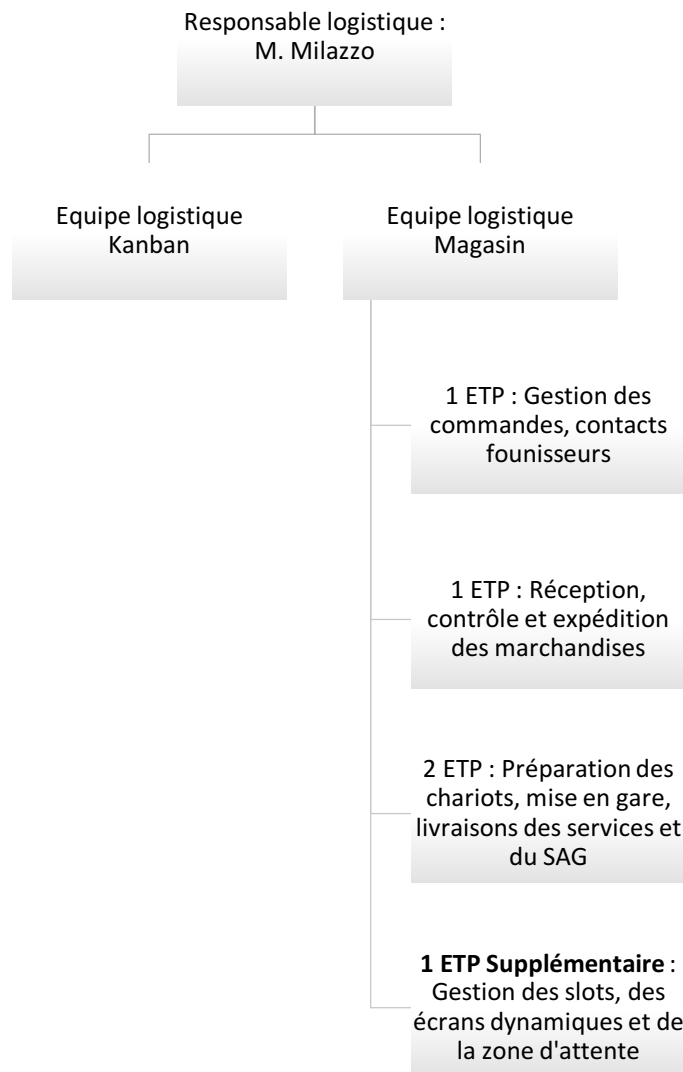 Responsable logistique :
M. Milazzo
Equipe logistique
Kanban
Equipe logistique
Magasin
1 ETP : Gestion des
commandes, contacts
founisseurs
1 ETP : Réception,
contrôle et expédition
des marchandises
2 ETP : Préparation des
chariots, mise en gare,
livraisons des services et
du SAG
1 ETP Supplémentaire :
Gestion des slots, des
écrans dynamiques et de
la zone d'attente